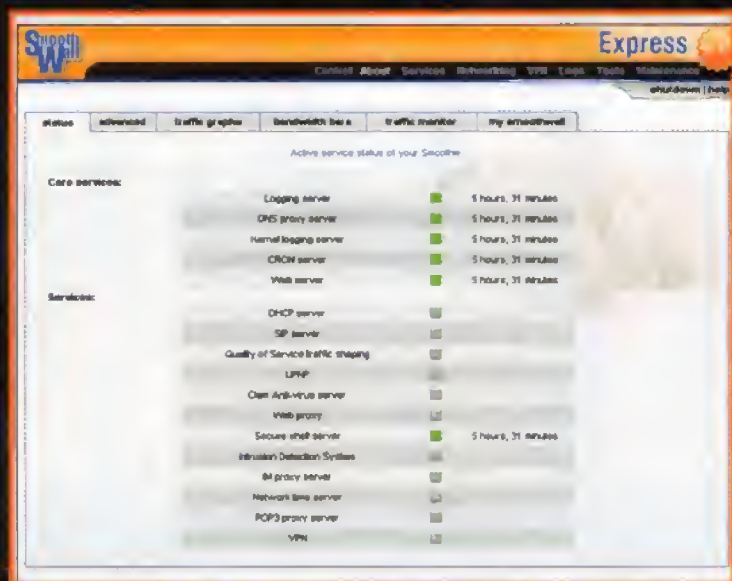 Smooth Wall
Express
Control About Services Networking VPN Logs Tools Maintenance
shutdown | help
status advanced traffic graphs bandwidth bars traffic monitor my smoothwall
Active service status of your Smoothie
Core services:
Logging server 5 hours, 31 minutes
DNS proxy server 5 hours, 31 minutes
Kernel logging server 5 hours, 31 minutes
CRON server 5 hours, 31 minutes
Web server 5 hours, 31 minutes
Services:
DHCP server
SIP server
Quality of Service traffic shaping
UPNP
Clam Anti-virus server
Web proxy
Secure shell server 5 hours, 31 minutes
Intrusion Detection System
IM proxy server
Network time server
POP3 proxy server
VPN